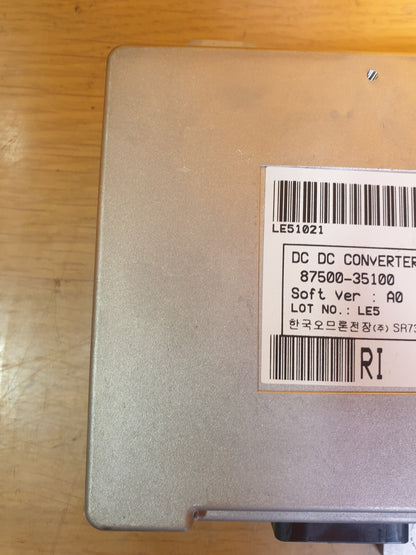 LE51021
DC DC CONVERTER
87500-35100
Soft ver : A0
LOT NO.: LE5
한국오므론전장(주) SR73
RI